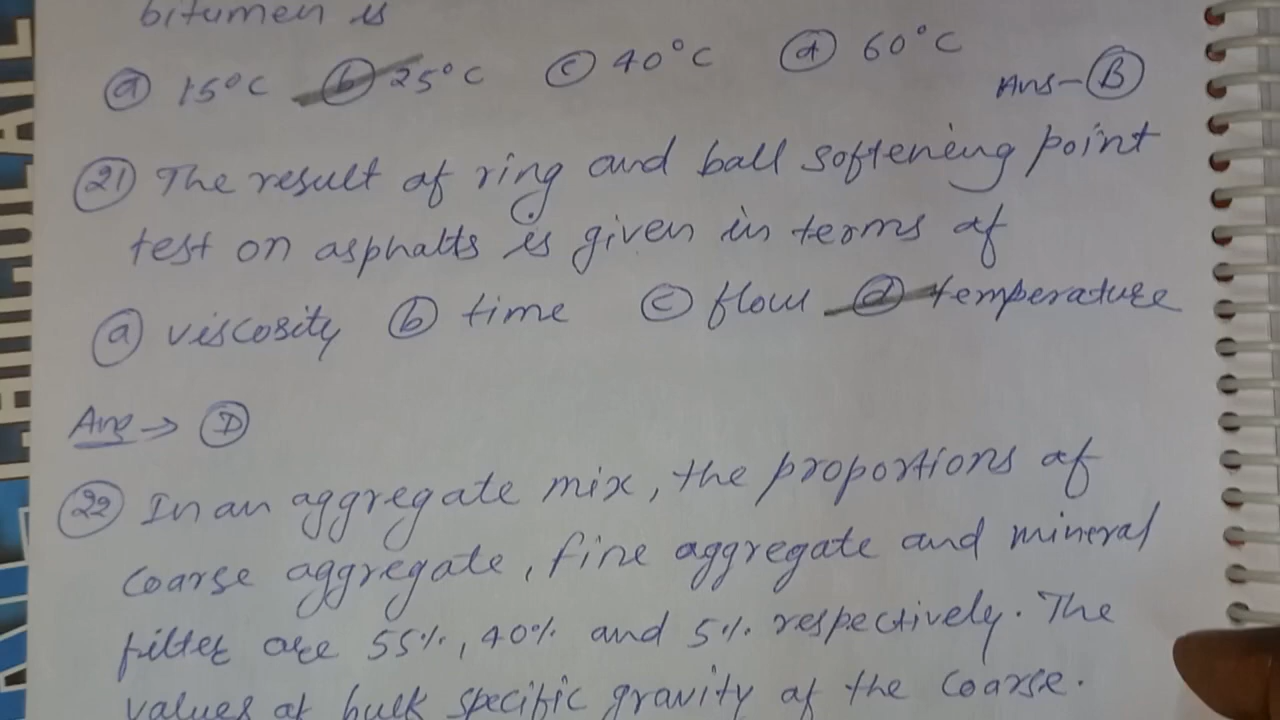 bitumen is
ⓐ 15°C ⓑ 25°C ⓒ 40°C ⓓ 60°C
Ans-Ⓑ
㉑ The result of ring and ball softening point
test on asphalts is given in terms of
ⓐ viscosity ⓑ time ⓒ flow ⓓ temperature
Ans → Ⓓ
㉒ In an aggregate mix, the proportions of
coarse aggregate, fine aggregate and mineral
filter are 55%, 40% and 5% respectively. The
values of bulk specific gravity of the coarse.